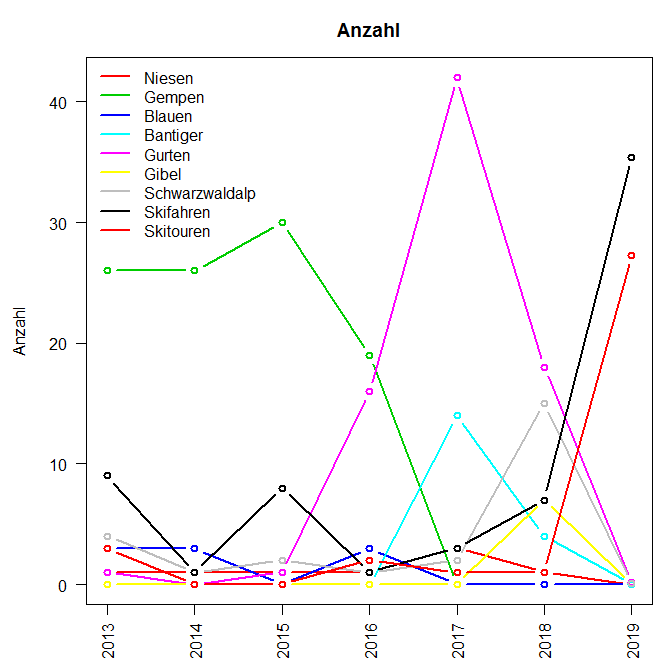 Anzahl
Niesen
Gempen
Blauen
Bantiger
Gurten
Gibel
Schwarzwaldalp
Skifahren
Skitouren
Anzahl
40
30
20
10
0
2013
2014
2015
2016
2017
2018
2019